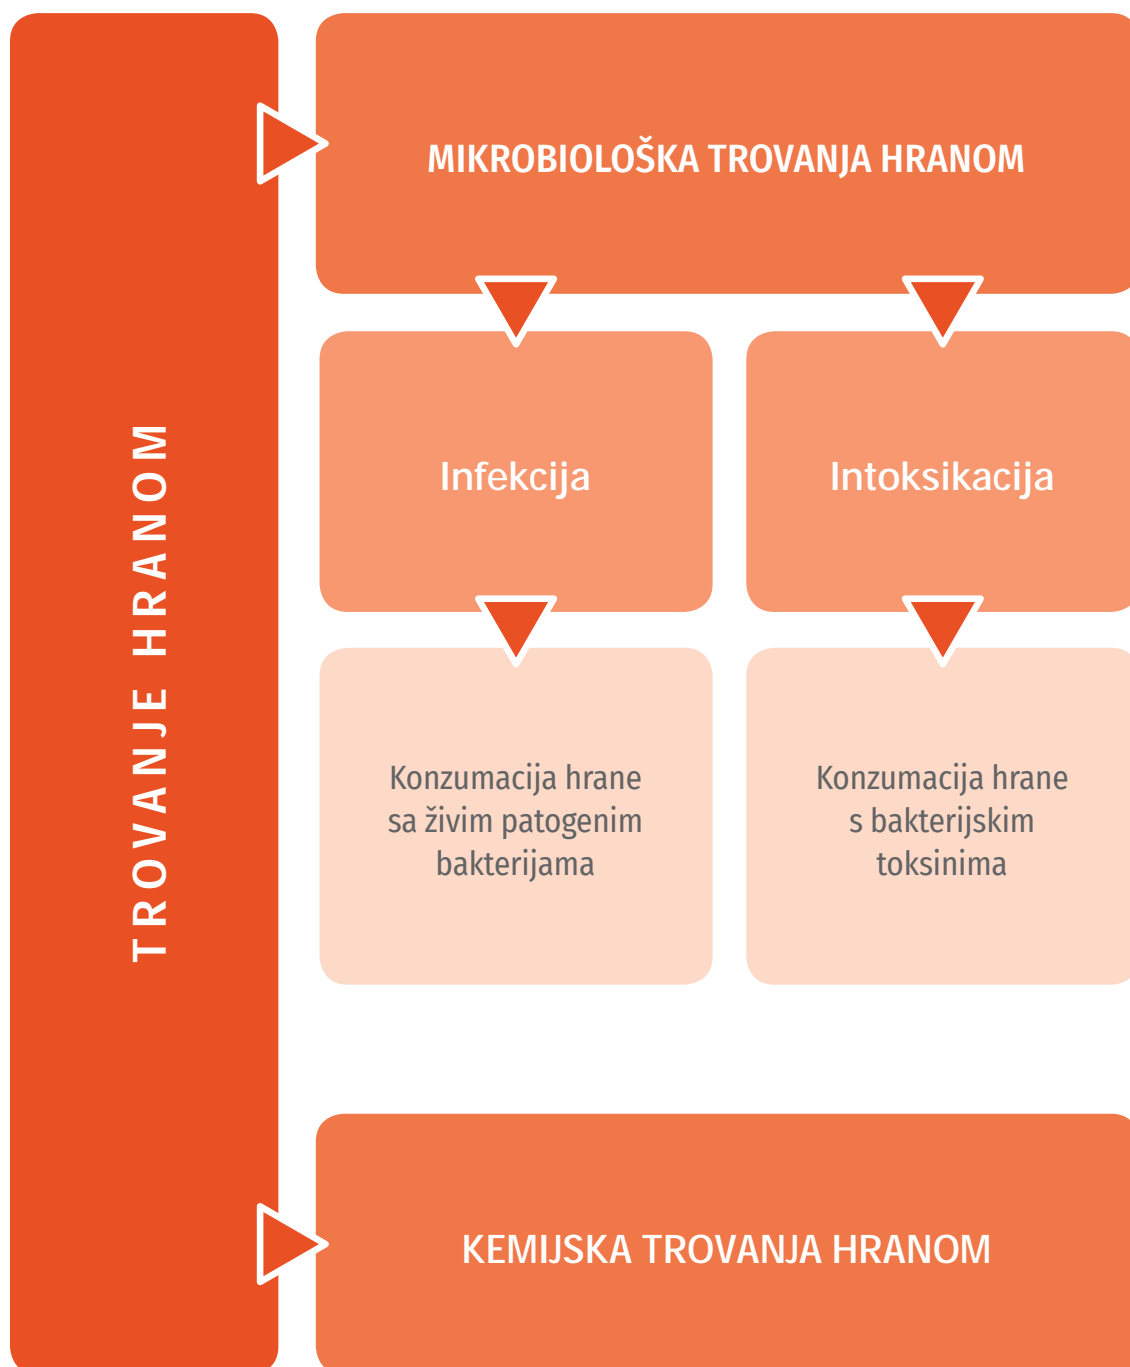 TROVANJE HRANOM
MIKROBIOLOŠKA TROVANJA HRANOM
Infekcija
Intoksikacija
Konzumacija hrane
sa živim patogenim
bakterijama
Konzumacija hrane
s bakterijskim
toksinima
KEMIJSKA TROVANJA HRANOM